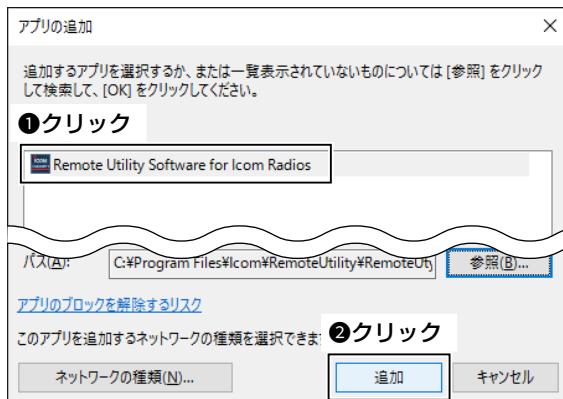 アプリの追加
追加するアプリを選択するか、または一覧表示されていないものについては [参照] をクリック
して検索して、[OK] をクリックしてください。
❶クリック
Remote Utility Software for Icom Radios
パス(A):
C:¥Program Files¥Icom¥RemoteUtility¥RemoteUt
参照(B)...
アプリのブロックを解除するリスク
このアプリを追加するネットワークの種類を選択できま
❷クリック
ネットワークの種類(N)...
追加
キャンセル